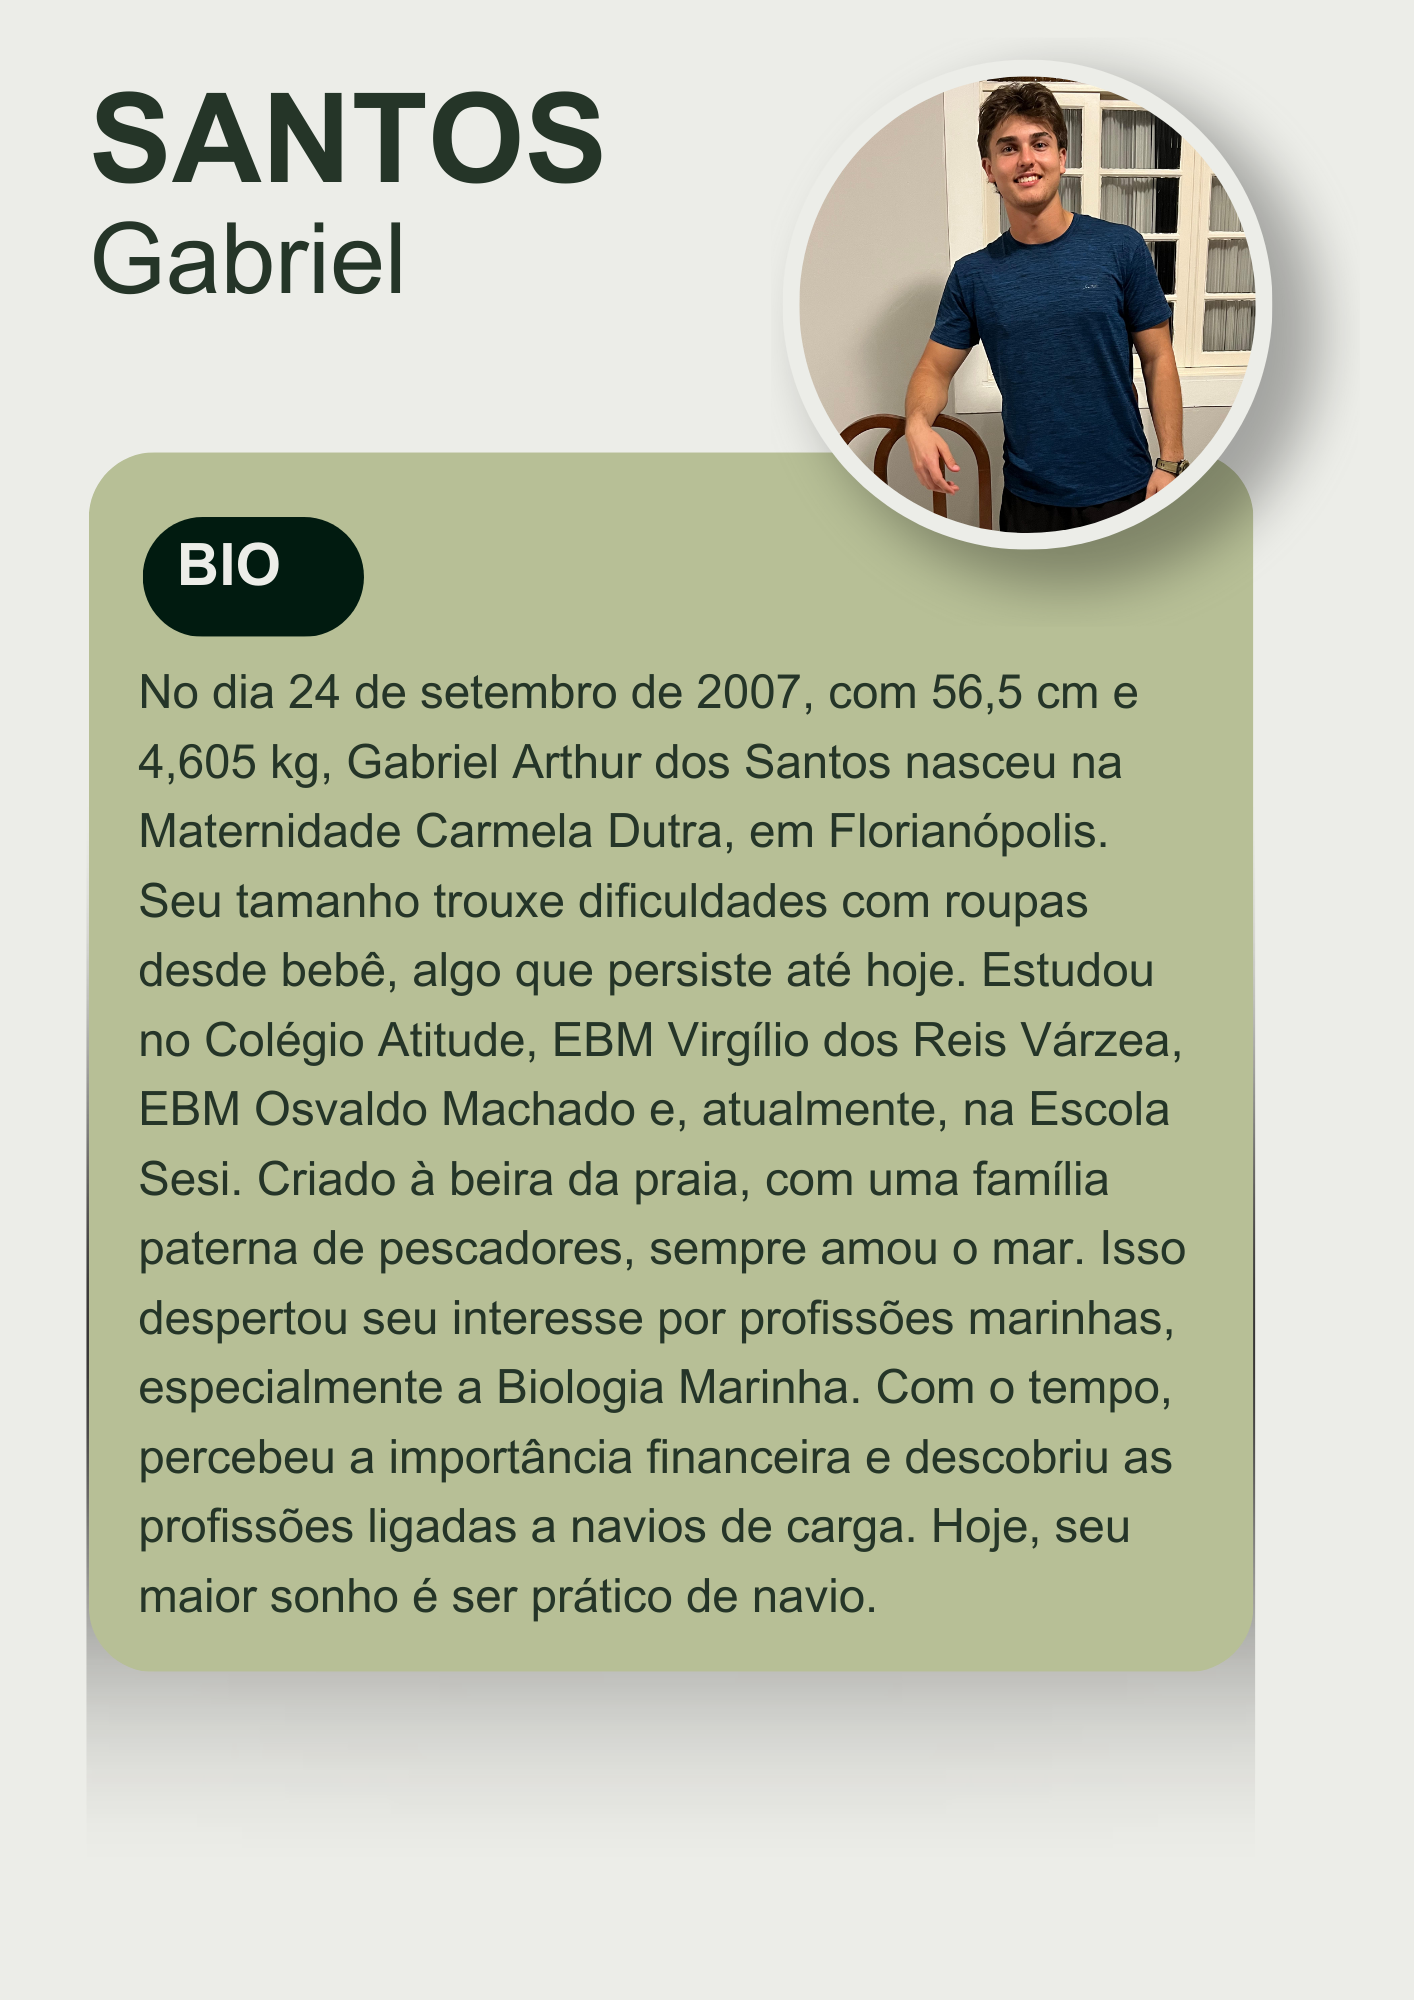 SANTOS
Gabriel
BIO
No dia 24 de setembro de 2007, com 56,5 cm e
4,605 kg, Gabriel Arthur dos Santos nasceu na
Maternidade Carmela Dutra, em Florianópolis.
Seu tamanho trouxe dificuldades com roupas
desde bebê, algo que persiste até hoje. Estudou
no Colégio Atitude, EBM Virgílio dos Reis Várzea,
EBM Osvaldo Machado e, atualmente, na Escola
Sesi. Criado à beira da praia, com uma família
paterna de pescadores, sempre amou o mar. Isso
despertou seu interesse por profissões marinhas,
especialmente a Biologia Marinha. Com o tempo,
percebeu a importância financeira e descobriu as
profissões ligadas a navios de carga. Hoje, seu
maior sonho é ser prático de navio.